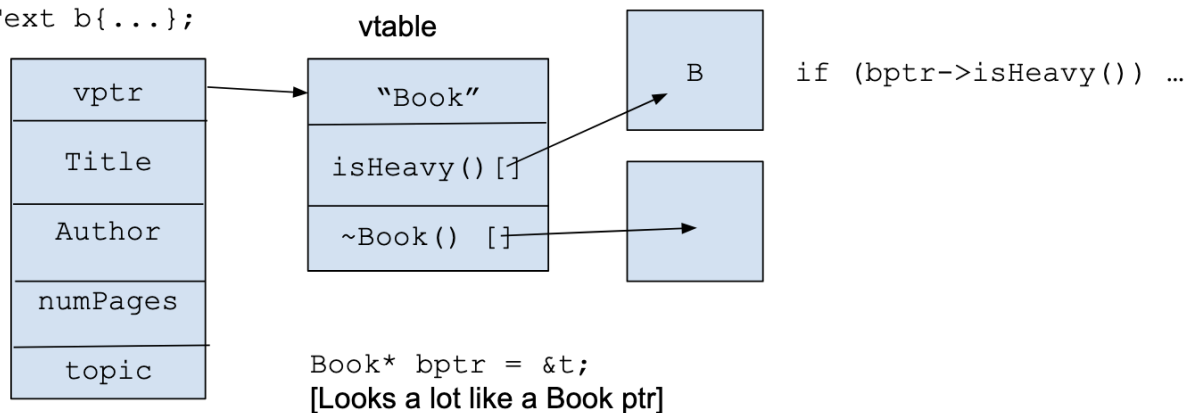 Text b{...};
vtable
vptr
Title
Author
numPages
topic
“Book”
isHeavy()[]
~Book() []
B
if (bptr->isHeavy()) …
Book* bptr = &t;
[Looks a lot like a Book ptr]